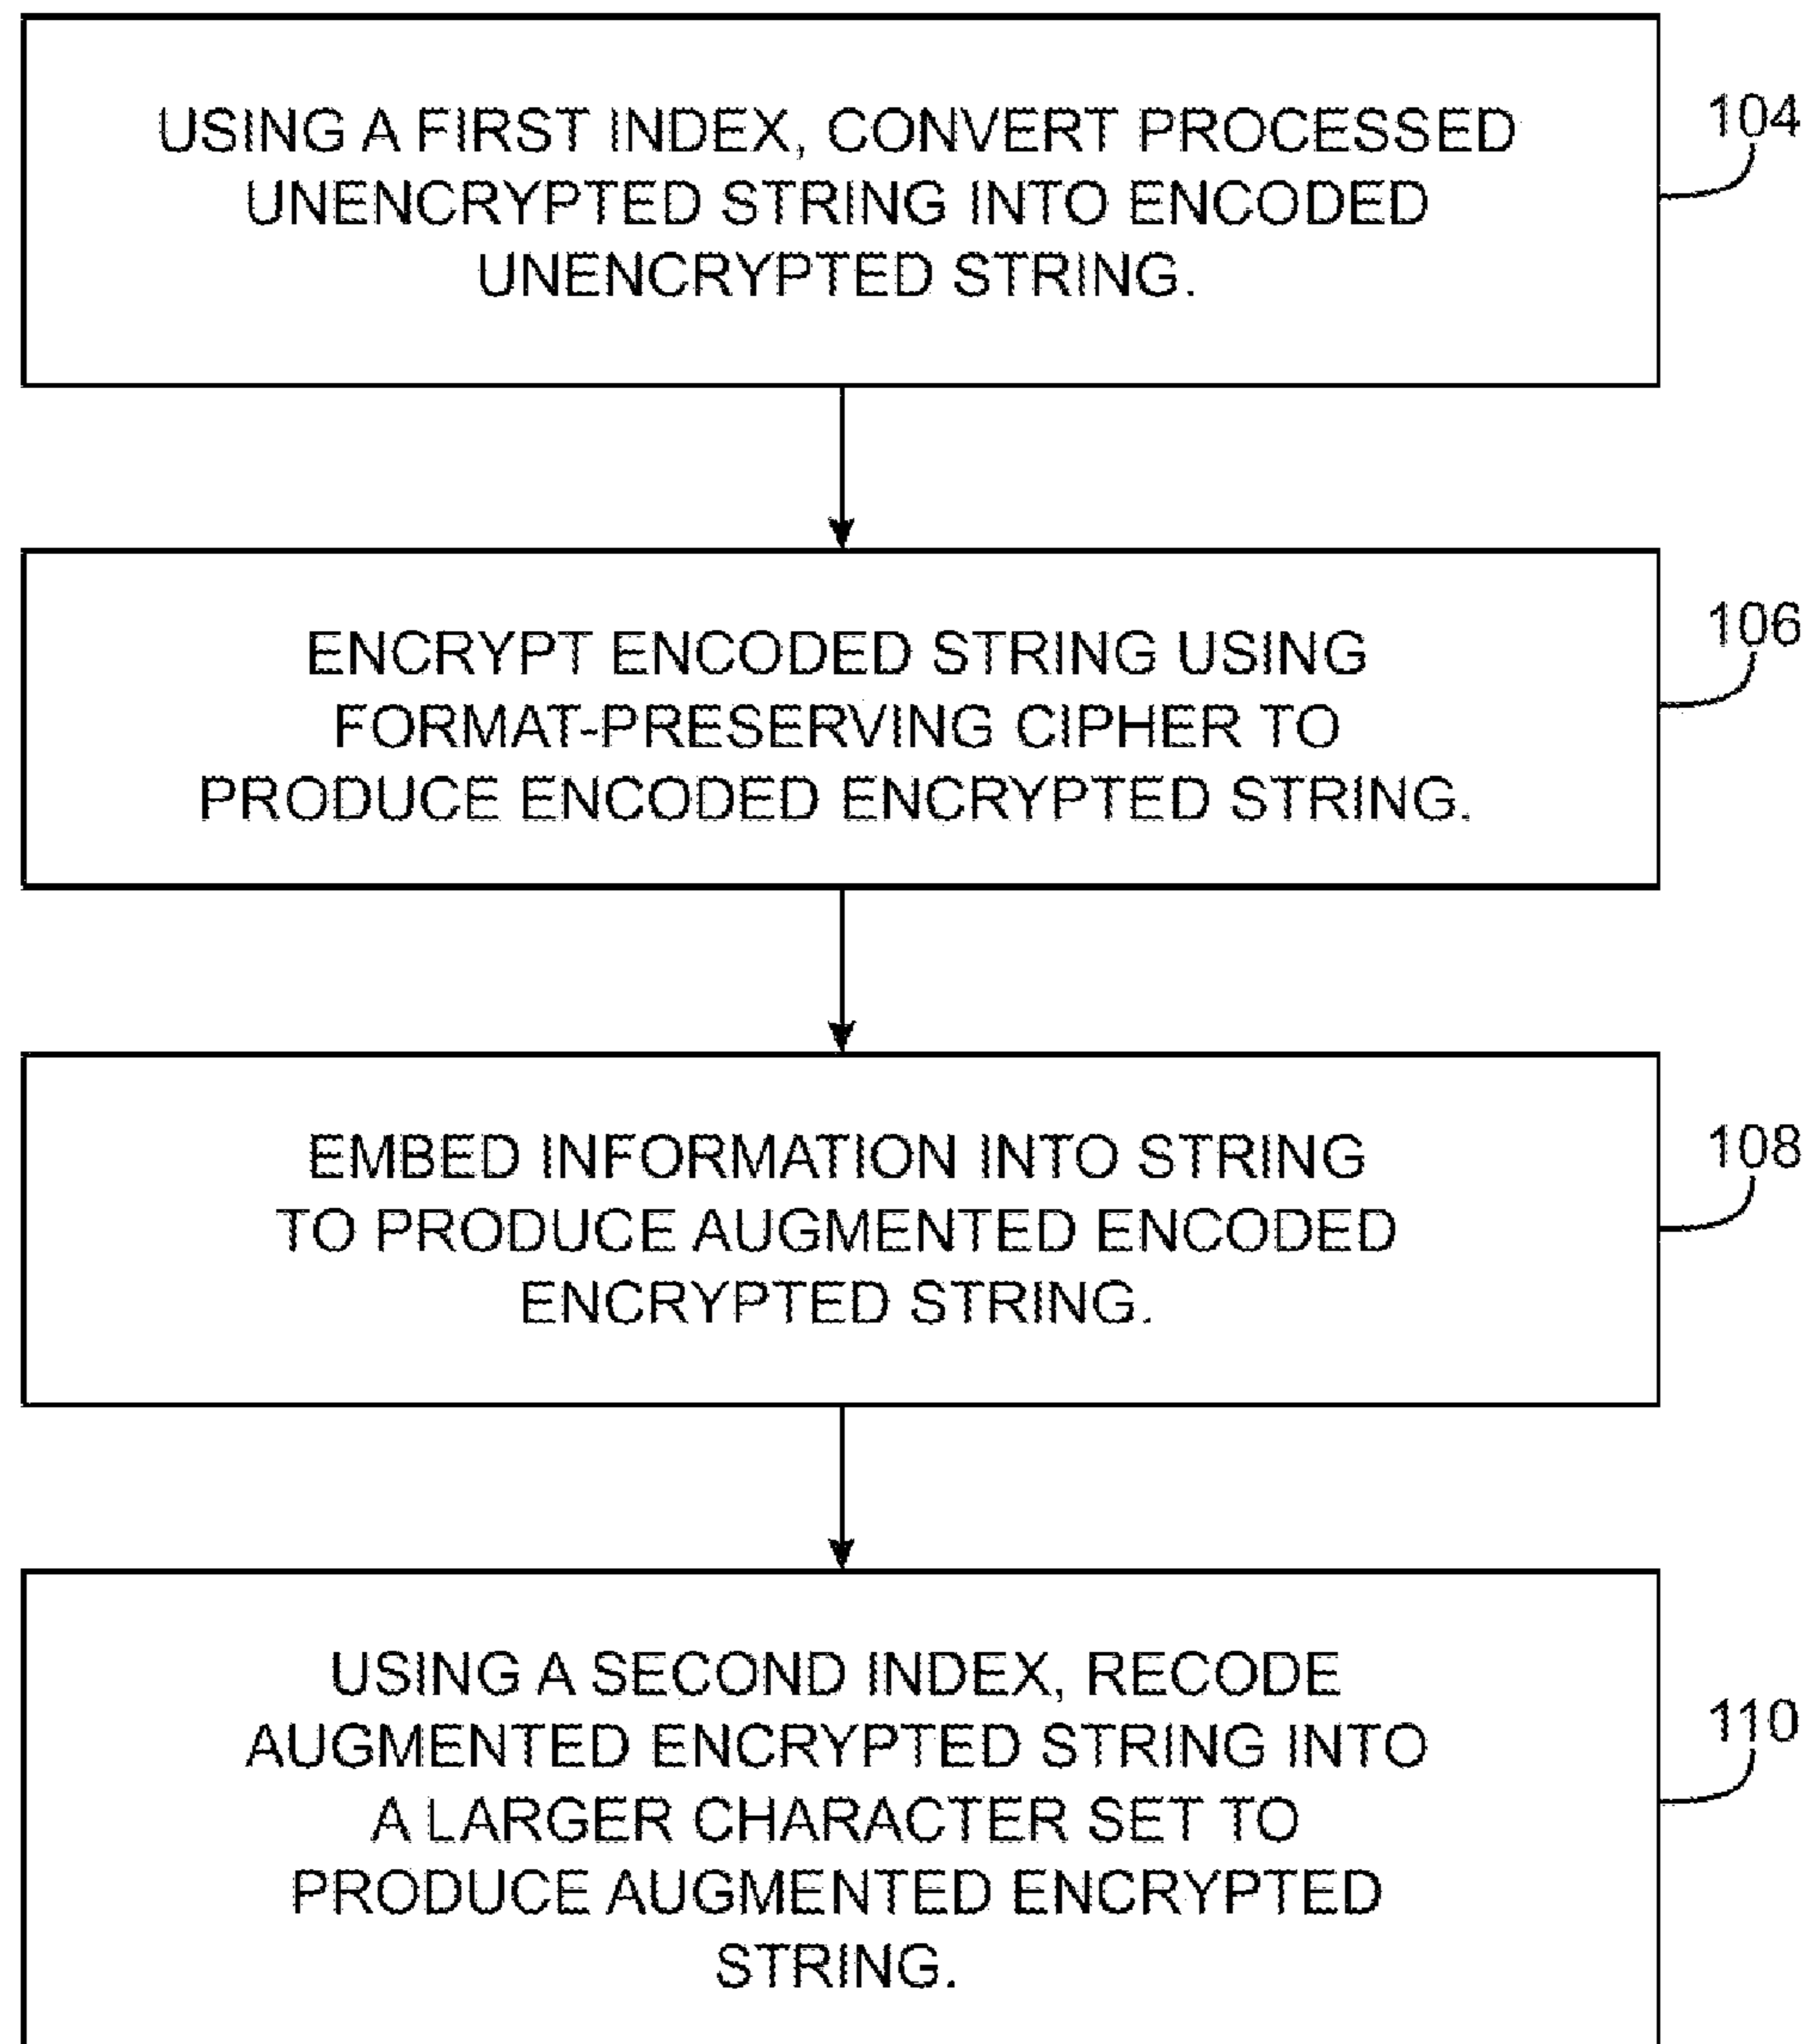 USING A FIRST INDEX, CONVERT PROCESSED
UNENCRYPTED STRING INTO ENCODED
UNENCRYPTED STRING.
104
ENCRYPT ENCODED STRING USING
FORMAT-PRESERVING CIPHER TO
PRODUCE ENCODED ENCRYPTED STRING.
106
EMBED INFORMATION INTO STRING
TO PRODUCE AUGMENTED ENCODED
ENCRYPTED STRING.
108
USING A SECOND INDEX, RECODE
AUGMENTED ENCRYPTED STRING INTO
A LARGER CHARACTER SET TO
PRODUCE AUGMENTED ENCRYPTED
STRING.
110